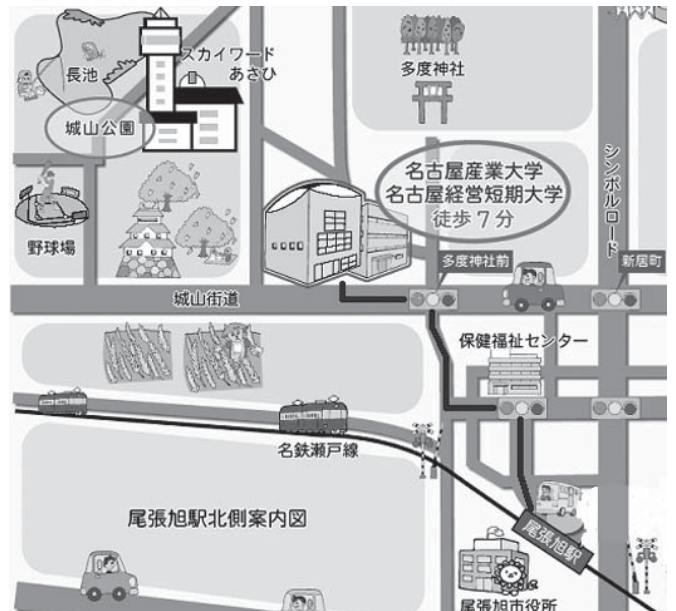 スカイワード
あさひ
長池
城山公園
野球場
多度神社
名古屋産業大学
名古屋経営短期大学
徒歩7分
シンボルロード
多度神社前
新居町
城山街道
保健福祉センター
名鉄瀬戸線
尾張旭駅北側案内図
尾張旭駅
尾張旭市役所